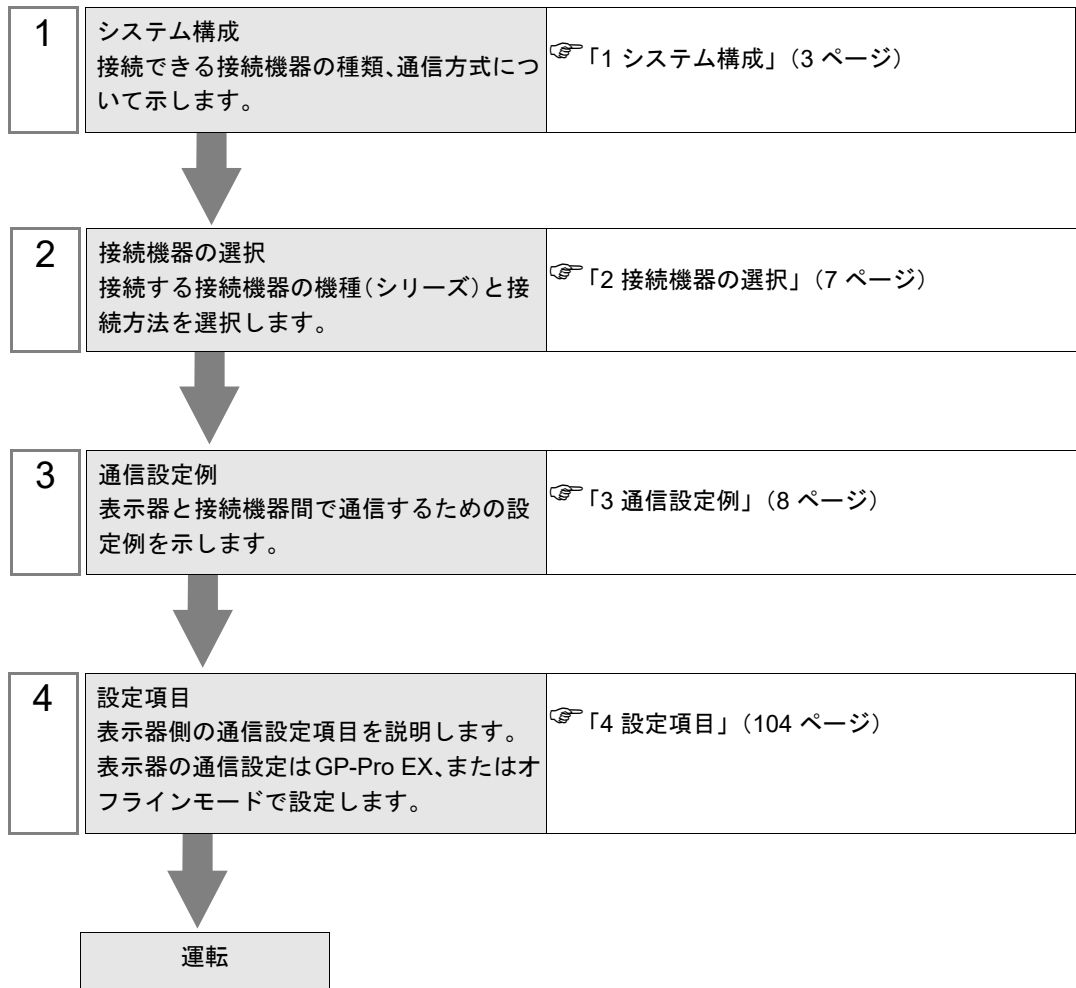 1
システム構成
接続できる接続機器の種類、通信方式につ
いて示します。
☞「1 システム構成」(3 ページ)
2
接続機器の選択
接続する接続機器の機種(シリーズ)と接
続方法を選択します。
☞「2 接続機器の選択」(7 ページ)
3
通信設定例
表示器と接続機器間で通信するための設
定例を示します。
☞「3 通信設定例」(8 ページ)
4
設定項目
表示器側の通信設定項目を説明します。
表示器の通信設定はGP-Pro EX、またはオ
フラインモードで設定します。
☞「4 設定項目」(104 ページ)
運転